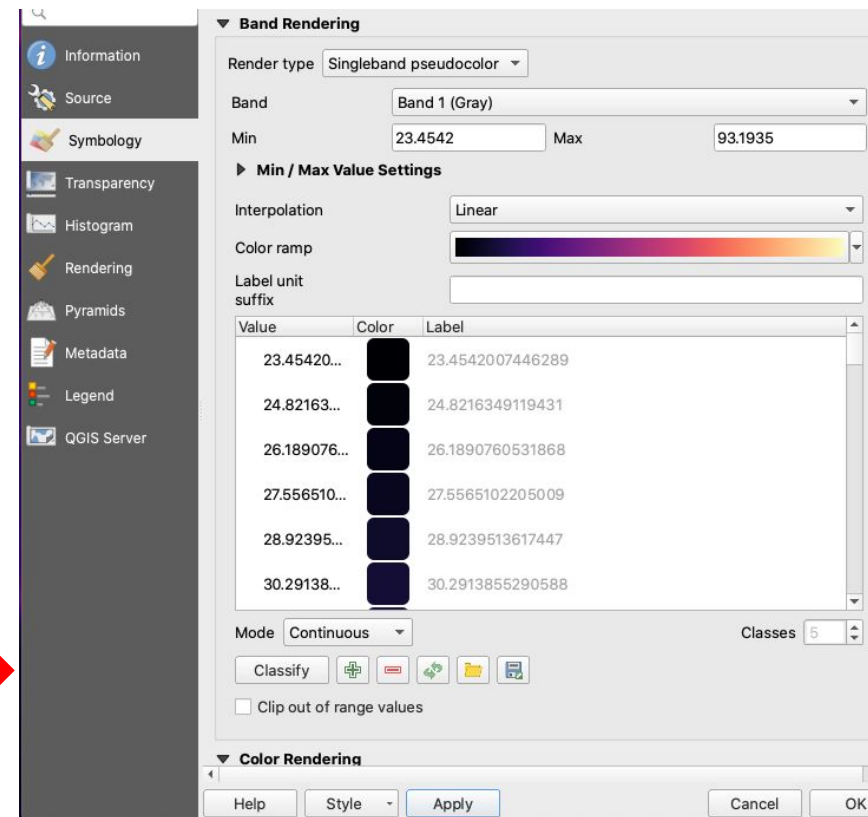 Information
Source
Symbology
Transparency
Histogram
Rendering
Pyramids
Metadata
Legend
QGIS Server
Band Rendering
Render type Singleband pseudocolor
Band Band 1 (Gray)
Min 23.4542 Max 93.1935
Min / Max Value Settings
Interpolation Linear
Color ramp
Label unit
suffix
Value Color Label
23.45420... 23.4542007446289
24.82163... 24.8216349119431
26.189076... 26.1890760531868
27.556510... 27.5565102205009
28.92395... 28.9239513617447
30.29138... 30.2913855290588
Mode Continuous Classes 5
Classify
Clip out of range values
Color Rendering
Help Style Apply Cancel OK